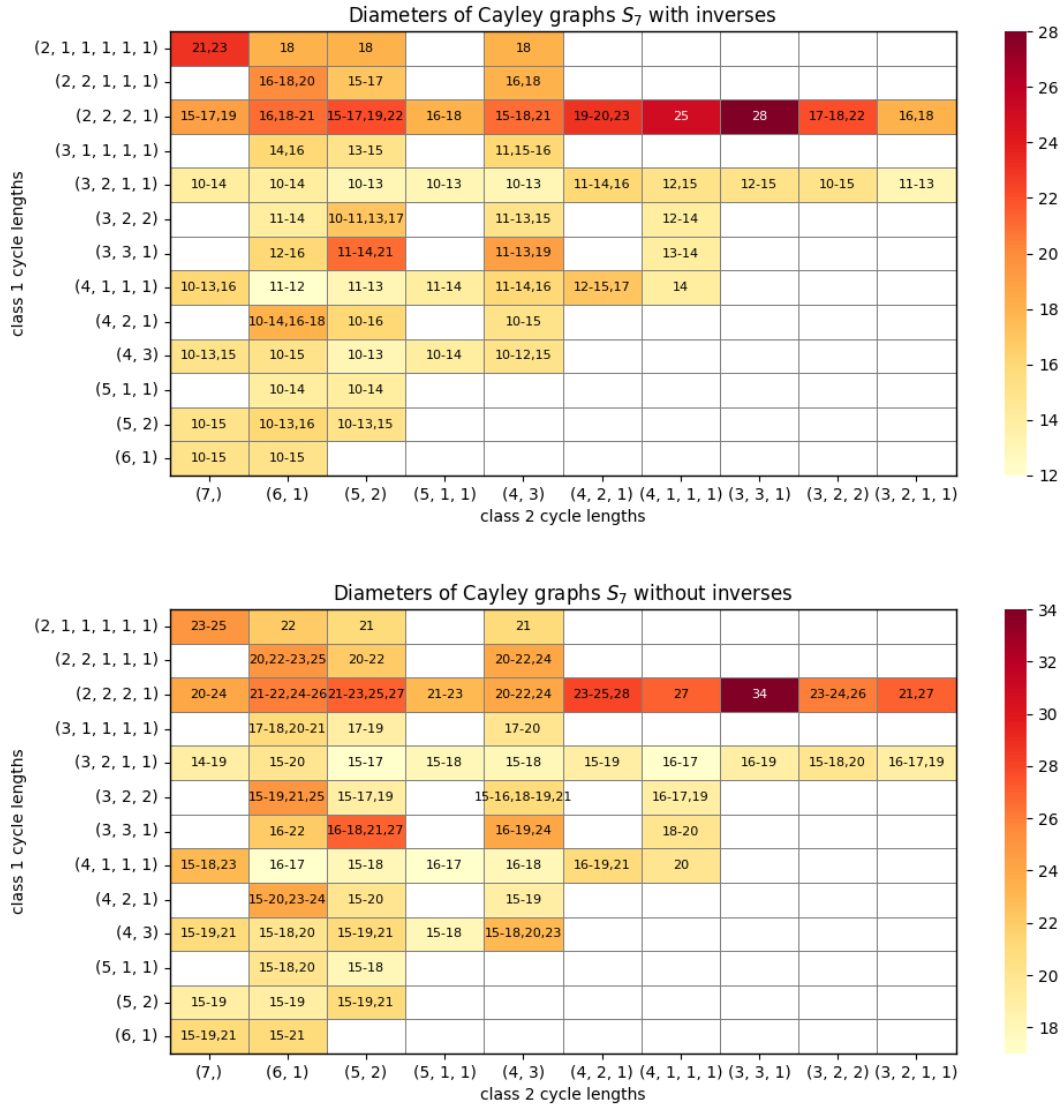 Diameters of Cayley graphs S₇ with inverses
(2, 1, 1, 1, 1, 1) 21,23 18 18 18
(2, 2, 1, 1, 1) 16-18,20 15-17 16,18
(2, 2, 2, 1) 15-17,19 16,18-21 15-17,19,22 16-18 15-18,21 19-20,23 25 28 17-18,22 16,18
(3, 1, 1, 1, 1) 14,16 13-15 11,15-16
(3, 2, 1, 1) 10-14 10-14 10-13 10-13 10-13 11-14,16 12,15 12-15 10-15 11-13
(3, 2, 2) 11-14 10-11,13,17 11-13,15 12-14
(3, 3, 1) 12-16 11-14,21 11-13,19 13-14
(4, 1, 1, 1) 10-13,16 11-12 11-13 11-14 11-14,16 12-15,17 14
(4, 2, 1) 10-14,16-18 10-16 10-15
(4, 3) 10-13,15 10-15 10-13 10-14 10-12,15
(5, 1, 1) 10-14 10-14
(5, 2) 10-15 10-13,16 10-13,15
(6, 1) 10-15 10-15
class 1 cycle lengths
(7,) (6, 1) (5, 2) (5, 1, 1) (4, 3) (4, 2, 1) (4, 1, 1, 1) (3, 3, 1) (3, 2, 2) (3, 2, 1, 1)
class 2 cycle lengths
28
26
24
22
20
18
16
14
12
Diameters of Cayley graphs S₇ without inverses
(2, 1, 1, 1, 1, 1) 23-25 22 21 21
(2, 2, 1, 1, 1) 20,22-23,25 20-22 20-22,24
(2, 2, 2, 1) 20-24 21-22,24-26 21-23,25,27 21-23 20-22,24 23-25,28 27 34 23-24,26 21,27
(3, 1, 1, 1, 1) 17-18,20-21 17-19 17-20
(3, 2, 1, 1) 14-19 15-20 15-17 15-18 15-18 15-19 16-17 16-19 15-18,20 16-17,19
(3, 2, 2) 15-19,21,25 15-17,19 15-16,18-19,21 16-17,19
(3, 3, 1) 16-22 16-18,21,27 16-19,24 18-20
(4, 1, 1, 1) 15-18,23 16-17 15-18 16-17 16-18 16-19,21 20
(4, 2, 1) 15-20,23-24 15-20 15-19
(4, 3) 15-19,21 15-18,20 15-19,21 15-18 15-18,20,23
(5, 1, 1) 15-18,20 15-18
(5, 2) 15-19 15-19 15-19,21
(6, 1) 15-19,21 15-21
class 1 cycle lengths
(7,) (6, 1) (5, 2) (5, 1, 1) (4, 3) (4, 2, 1) (4, 1, 1, 1) (3, 3, 1) (3, 2, 2) (3, 2, 1, 1)
class 2 cycle lengths
34
32
30
28
26
24
22
20
18